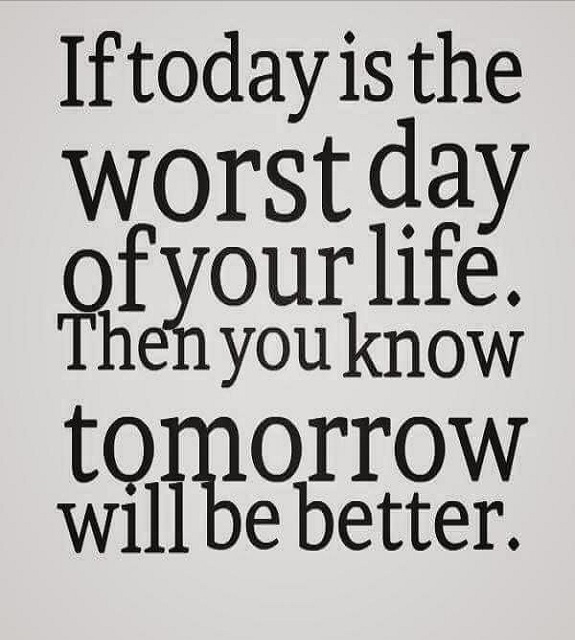 If today is the
worst day
of your life.
Then you know
tomorrow
will be better.